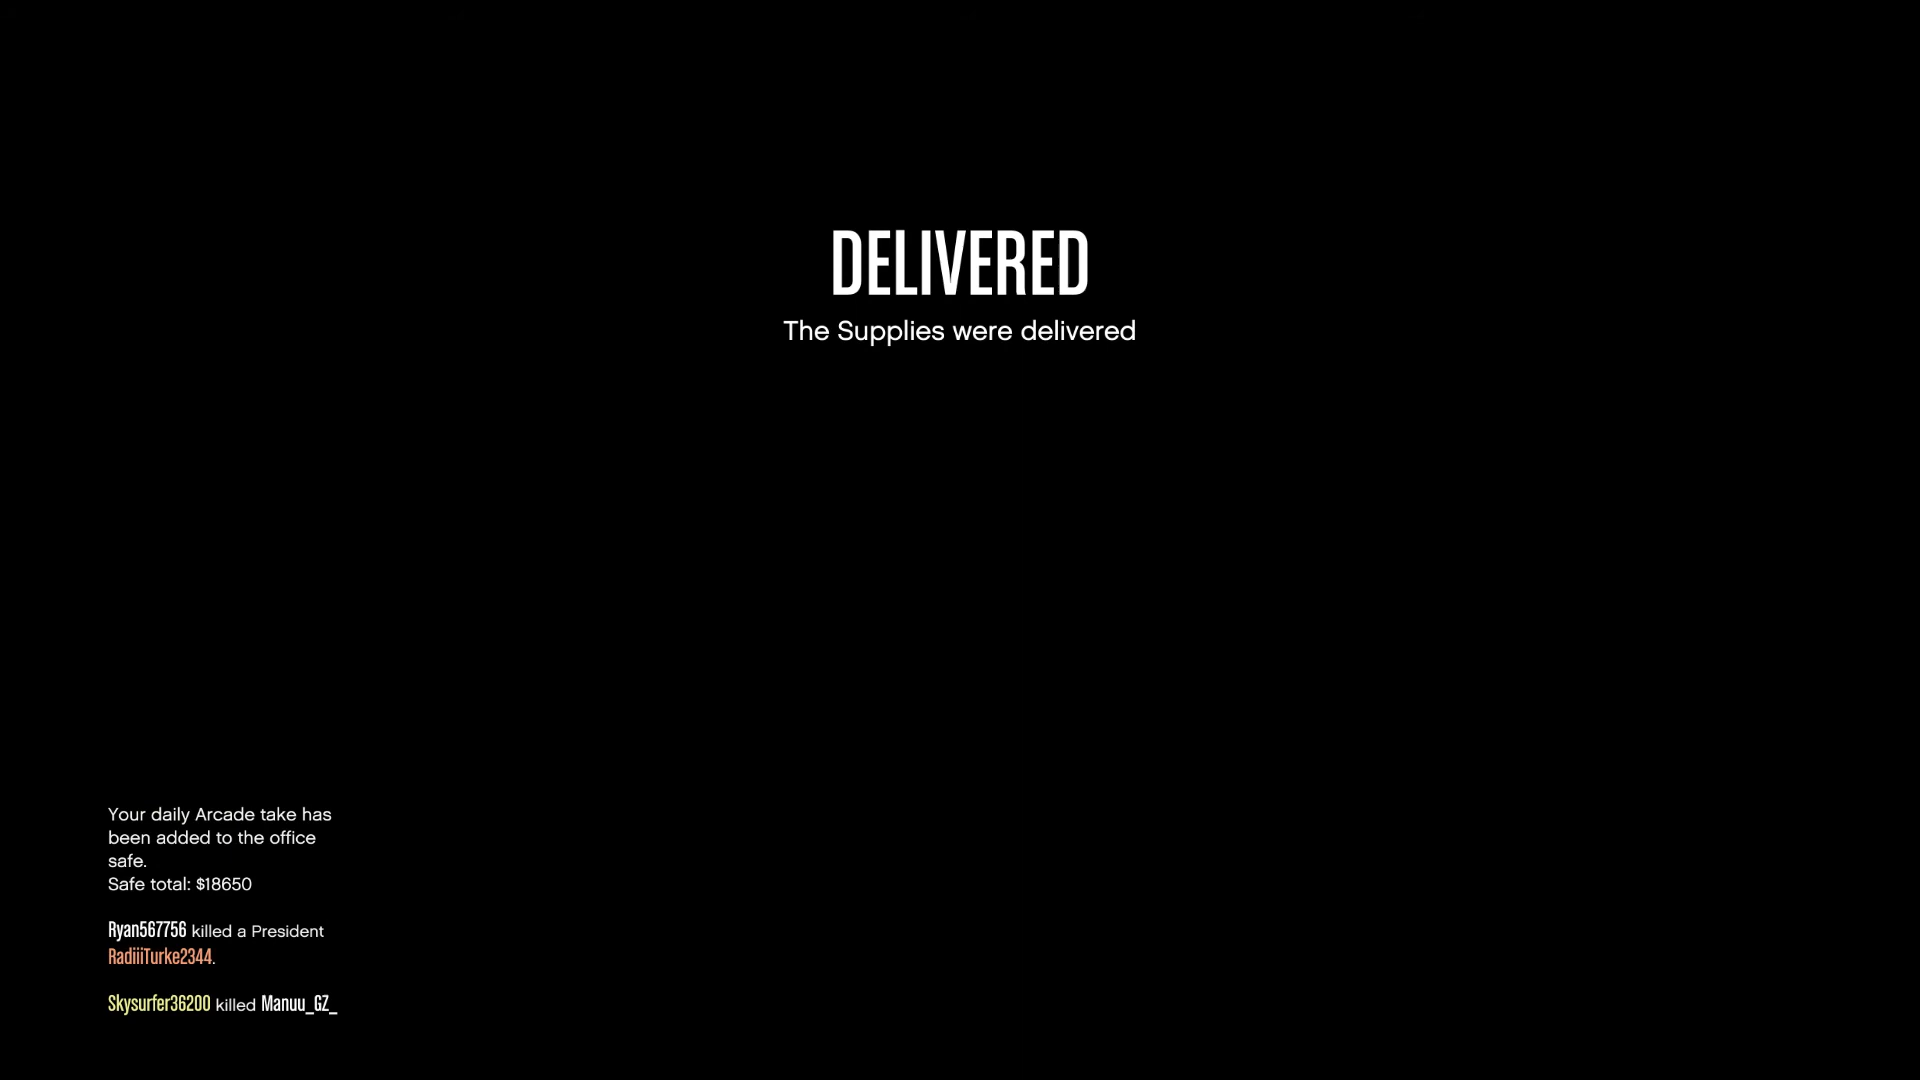 DELIVERED
The Supplies were delivered
Your daily Arcade take has
been added to the office
safe.
Safe total: $18650
Ryan567756 killed a President
RadiiiTurke2344.
Skysurfer36200 killed Manuu_GZ_